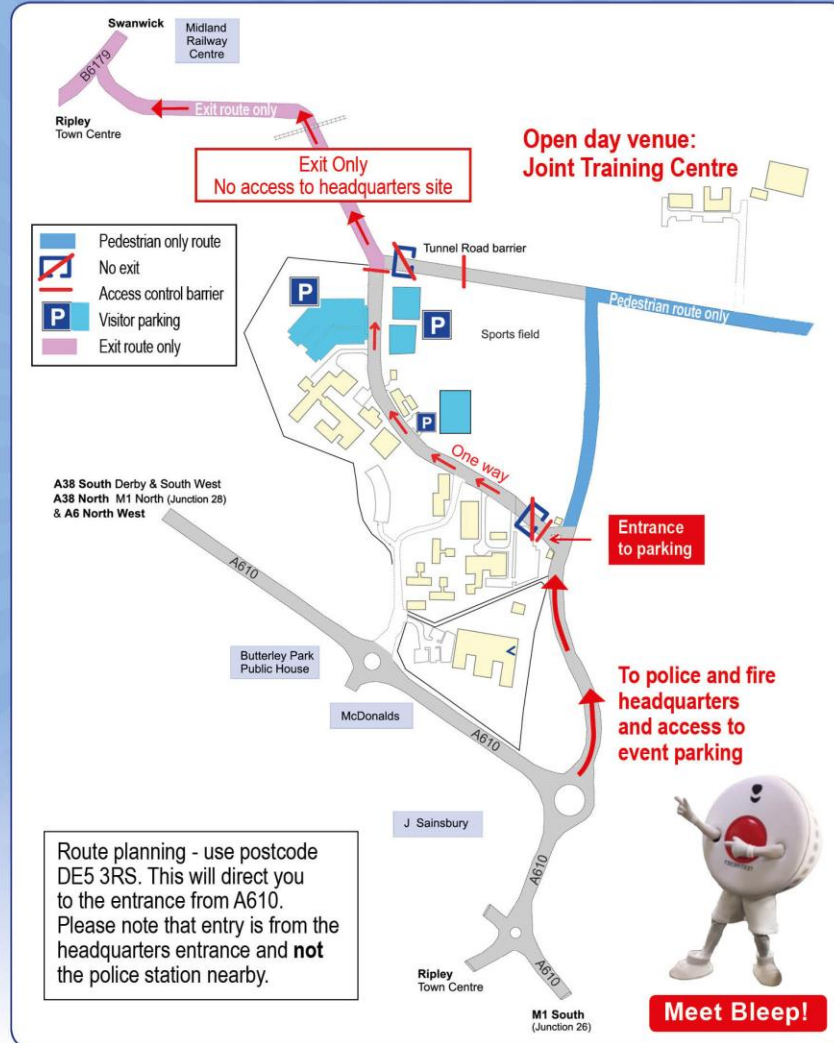 Swanwick
Midland
Railway
Centre
B6179
Ripley
Town Centre
Exit route only
Exit Only
No access to headquarters site
Open day venue:
Joint Training Centre
Pedestrian only route
No exit
Access control barrier
P Visitor parking
Exit route only
Tunnel Road barrier
P
P
Sports field
Pedestrian route only
P
One way
A38 South Derby & South West
A38 North M1 North (Junction 28)
& A6 North West
A610
Entrance
to parking
Butterley Park
Public House
McDonalds
A610
To police and fire
headquarters
and access to
event parking
J Sainsbury
A610
Route planning - use postcode
DE5 3RS. This will direct you
to the entrance from A610.
Please note that entry is from the
headquarters entrance and not
the police station nearby.
Ripley
Town Centre
A610
M1 South
(Junction 26)
Meet Bleep!